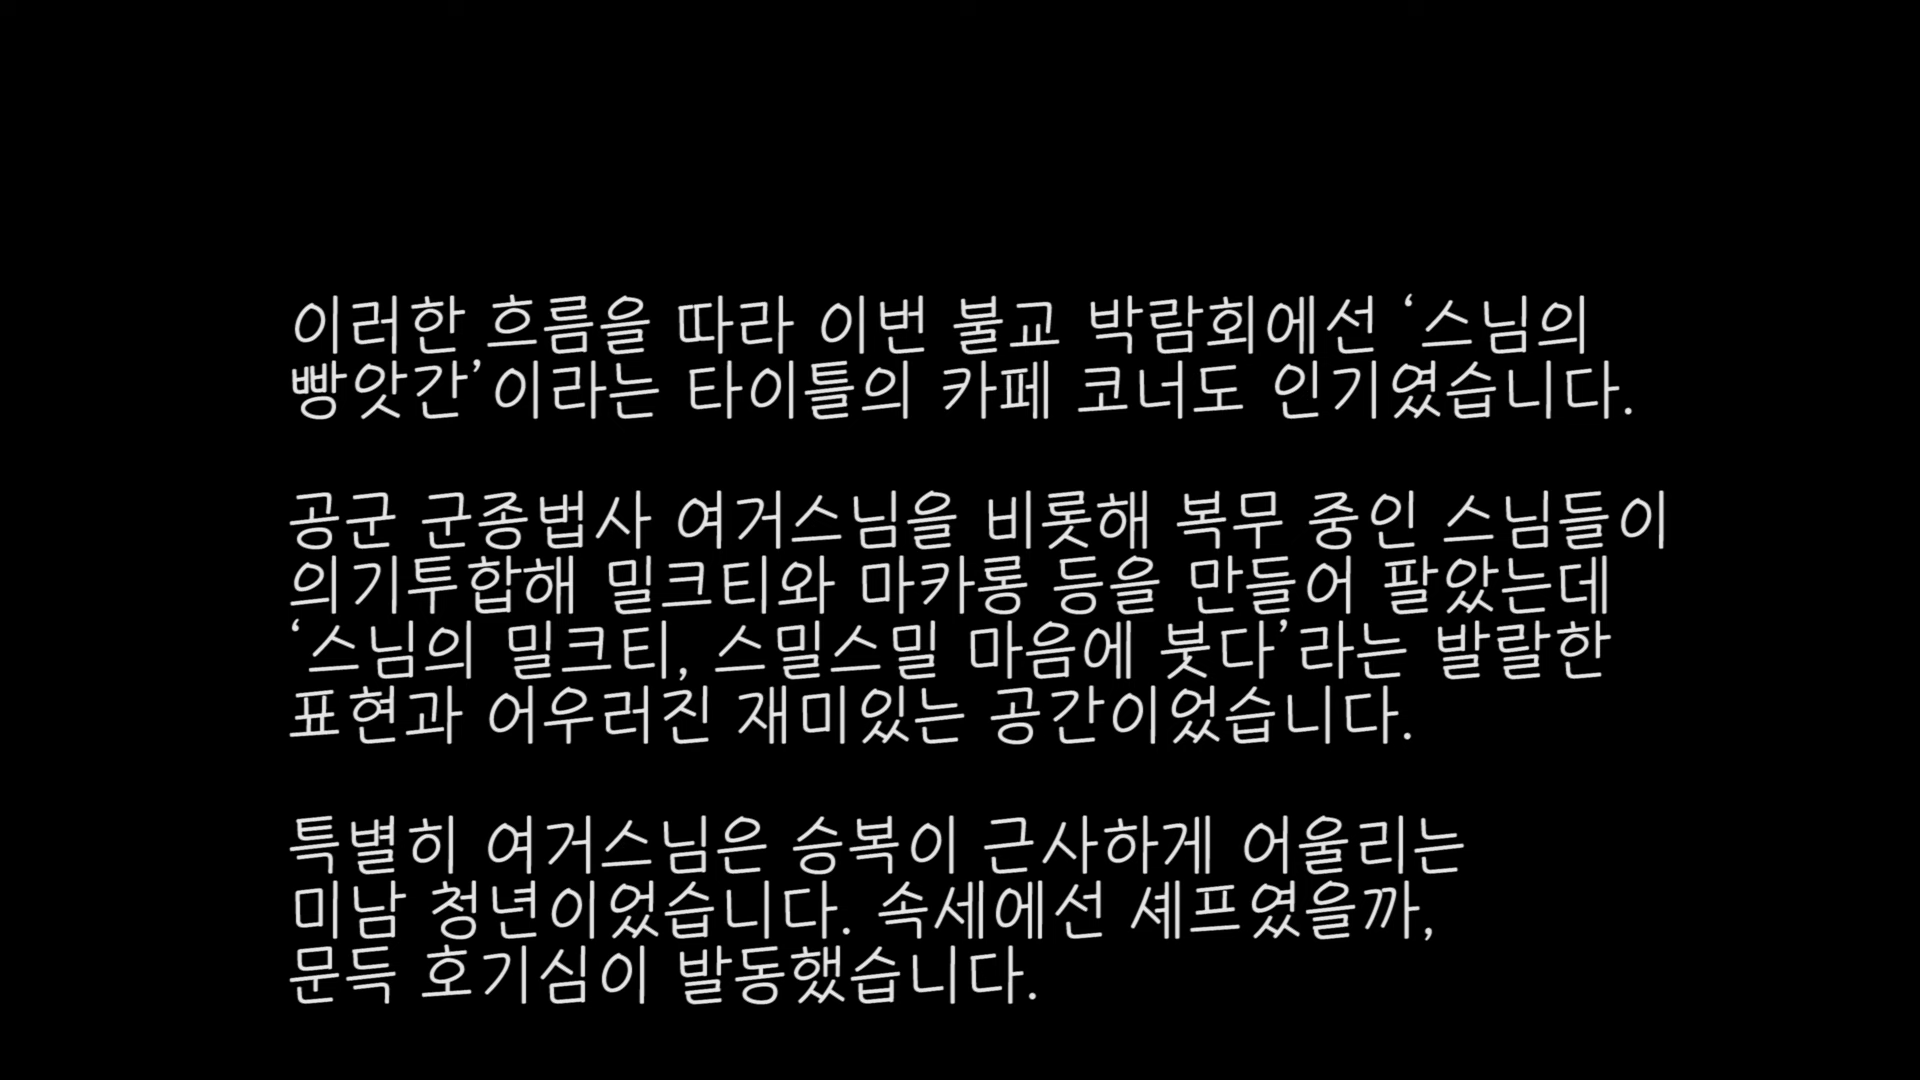 이러한 흐름을 따라 이번 불교 박람회에선 ‘스님의
빵앗간’이라는 타이틀의 카페 코너도 인기였습니다.
공군 군종법사 여거스님을 비롯해 복무 중인 스님들이
의기투합해 밀크티와 마카롱 등을 만들어 팔았는데
‘스님의 밀크티, 스밀스밀 마음에 붓다’라는 발랄한
표현과 어우러진 재미있는 공간이었습니다.
특별히 여거스님은 승복이 근사하게 어울리는
미남 청년이었습니다. 속세에선 셰프였을까,
문득 호기심이 발동했습니다.